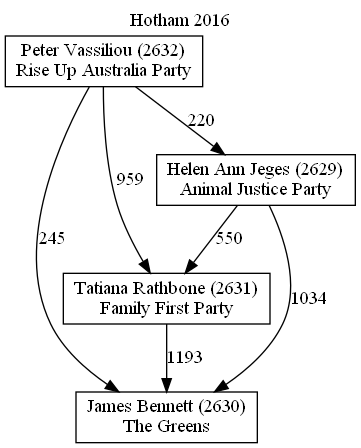 Hotham 2016
Peter Vassiliou (2632)
Rise Up Australia Party
220
Helen Ann Jeges (2629)
Animal Justice Party
959
245
550
Tatiana Rathbone (2631)
Family First Party
1034
1193
James Bennett (2630)
The Greens